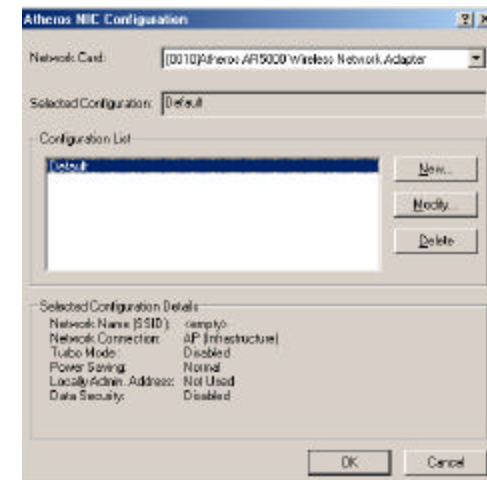 Atheros NIC Configuration
Network Card: [0010]Atheros AR5000 Wireless Network Adapter
Selected Configuration: Default
Configuration List
Default
New...
Modify...
Delete
Selected Configuration Details
Network Name (SSID): <empty>
Network Connection: AP (Infrastructure)
Turbo Mode: Disabled
Power Saving: Normal
Locally Admin. Address: Not Used
Data Security: Disabled
OK Cancel